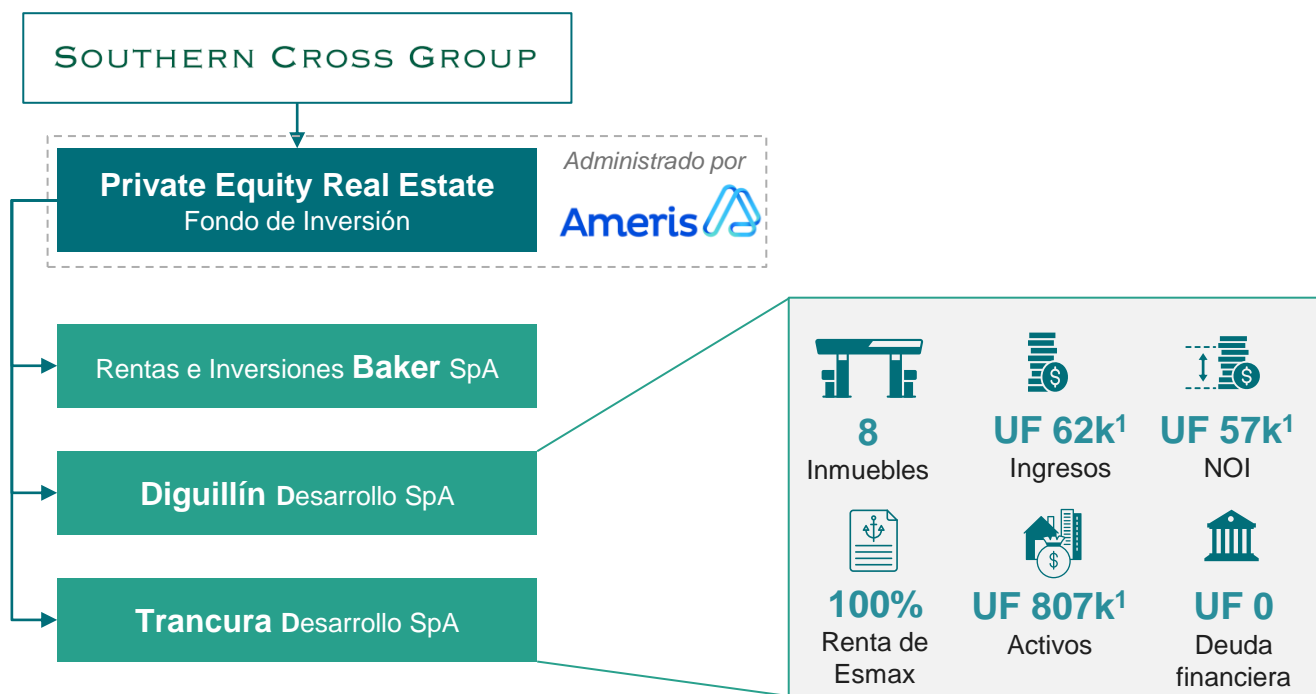 SOUTHERN CROSS GROUP
Private Equity Real Estate
Fondo de Inversión
Administrado por
Ameris
Rentas e Inversiones Baker SpA
Diguillín Desarrollo SpA
Trancura Desarrollo SpA
8
Inmuebles
$
UF 62k¹
Ingresos
$
UF 57k¹
NOI
100%
Renta de
Esmax
$
UF 807k¹
Activos
UF 0
Deuda
financiera